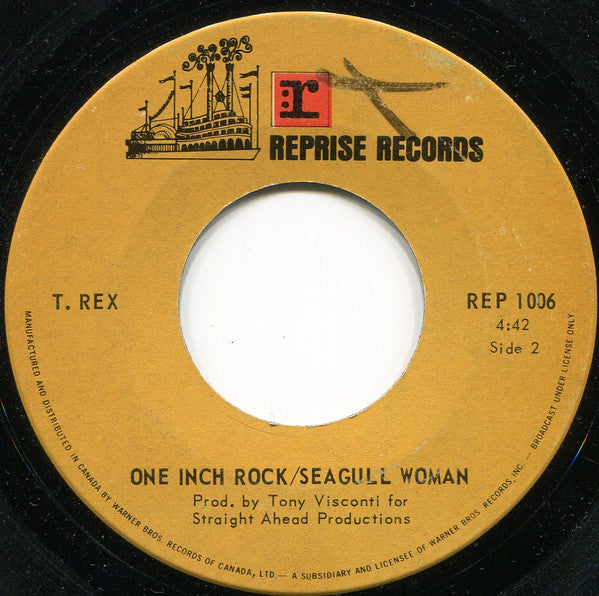 r:
REPRISE RECORDS
T. REX
REP 1006
4:42
Side 2
ONE INCH ROCK/SEAGULL WOMAN
Prod. by Tony Visconti for
Straight Ahead Productions
MANUFACTURED AND DISTRIBUTED IN CANADA BY WARNER BROS. RECORDS OF CANADA, LTD.— A SUBSIDIARY AND LICENSEE OF WARNER BROS. RECORDS, INC — BROADCAST UNDER LICENSE ONLY